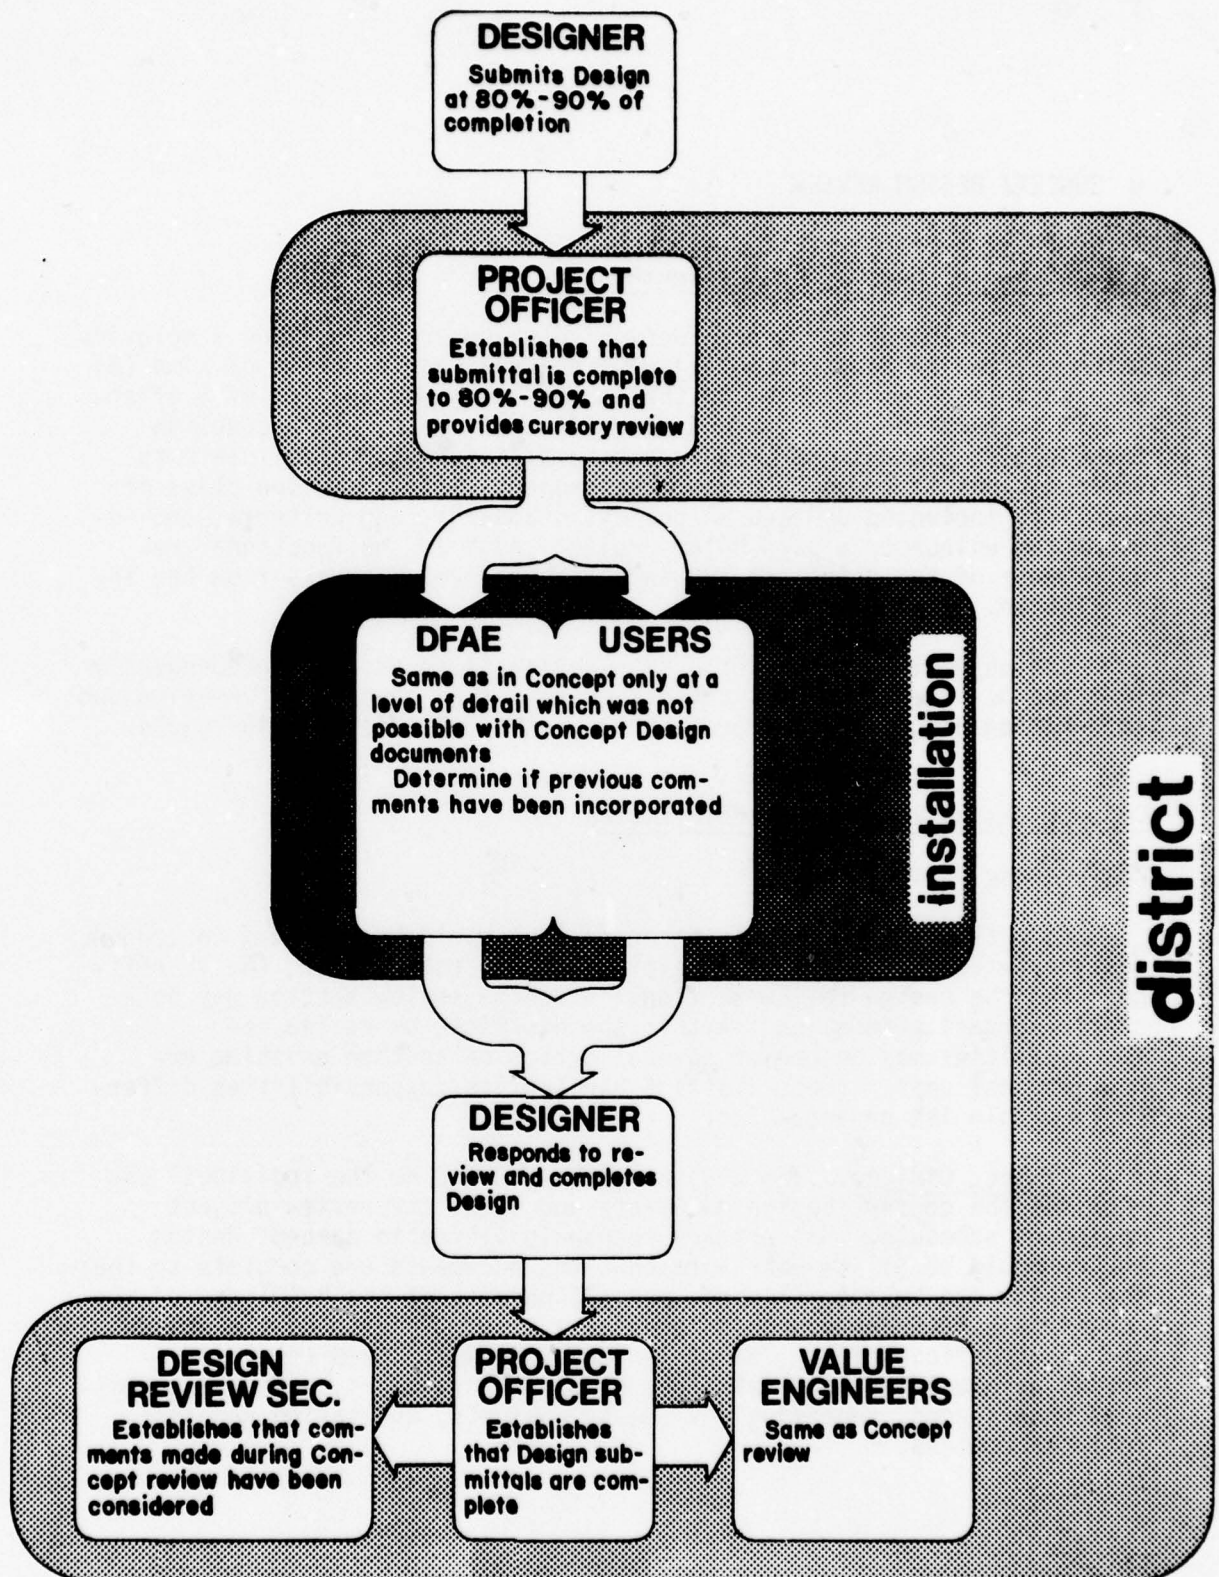 DESIGNER
Submits Design
at 80%-90% of
completion
PROJECT
OFFICER
Establishes that
submittal is complete
to 80%-90% and
provides cursory review
DFAE
USERS
Same as in Concept only at a
level of detail which was not
possible with Concept Design
documents
Determine if previous com-
ments have been incorporated
installation
district
DESIGNER
Responds to re-
view and completes
Design
DESIGN
REVIEW SEC.
Establishes that com-
ments made during Con-
cept review have been
considered
PROJECT
OFFICER
Establishes
that Design sub-
mittals are com-
plete
VALUE
ENGINEERS
Same as Concept
review